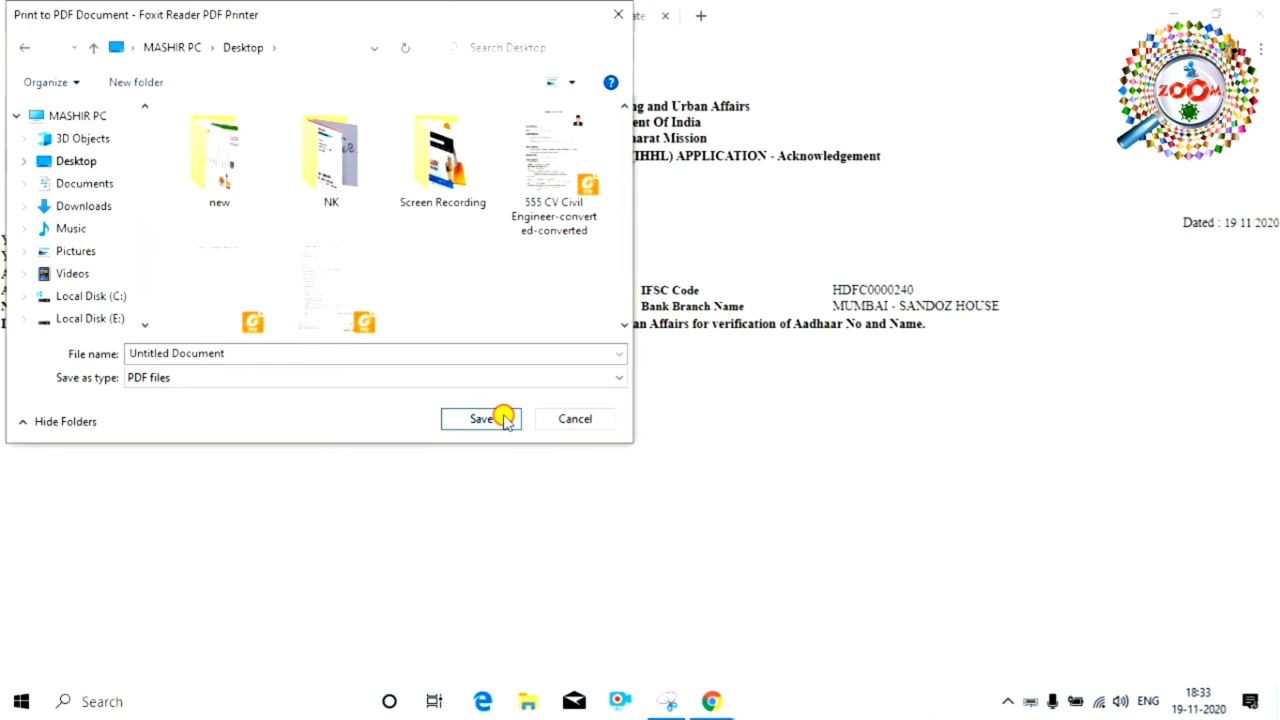 Print to PDF Document - Foxit Reader PDF Printer
MASHIR PC
Desktop
Search Desktop
Organize
New folder
MASHIR PC
3D Objects
Desktop
Documents
Downloads
Music
Pictures
Videos
Local Disk (C:)
Local Disk (E:)
new
NK
Screen Recording
555 CV Civil
Engineer-convert
ed-converted
File name: Untitled Document
Save as type: PDF files
Hide Folders
Save
Cancel
ZOOM
and Urban Affairs
Of India
Mission
(IHHL) APPLICATION - Acknowledgement
Dated : 19 11 2020
IFSC Code HDFC0000240
Bank Branch Name MUMBAI - SANDOZ HOUSE
Affairs for verification of Aadhaar No and Name.
Search
ENG
18:33
19-11-2020